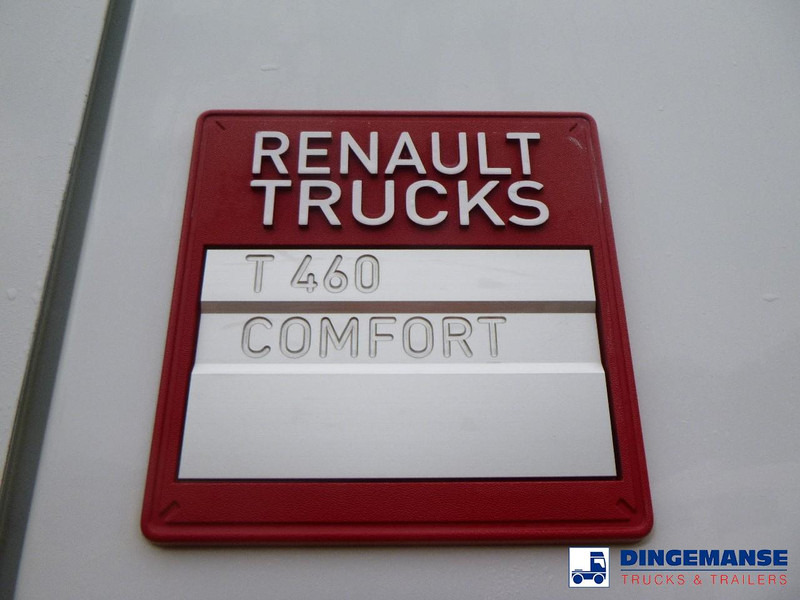 RENAULT
TRUCKS
T 460
COMFORT
DINGEMANSE
TRUCKS & TRAILERS